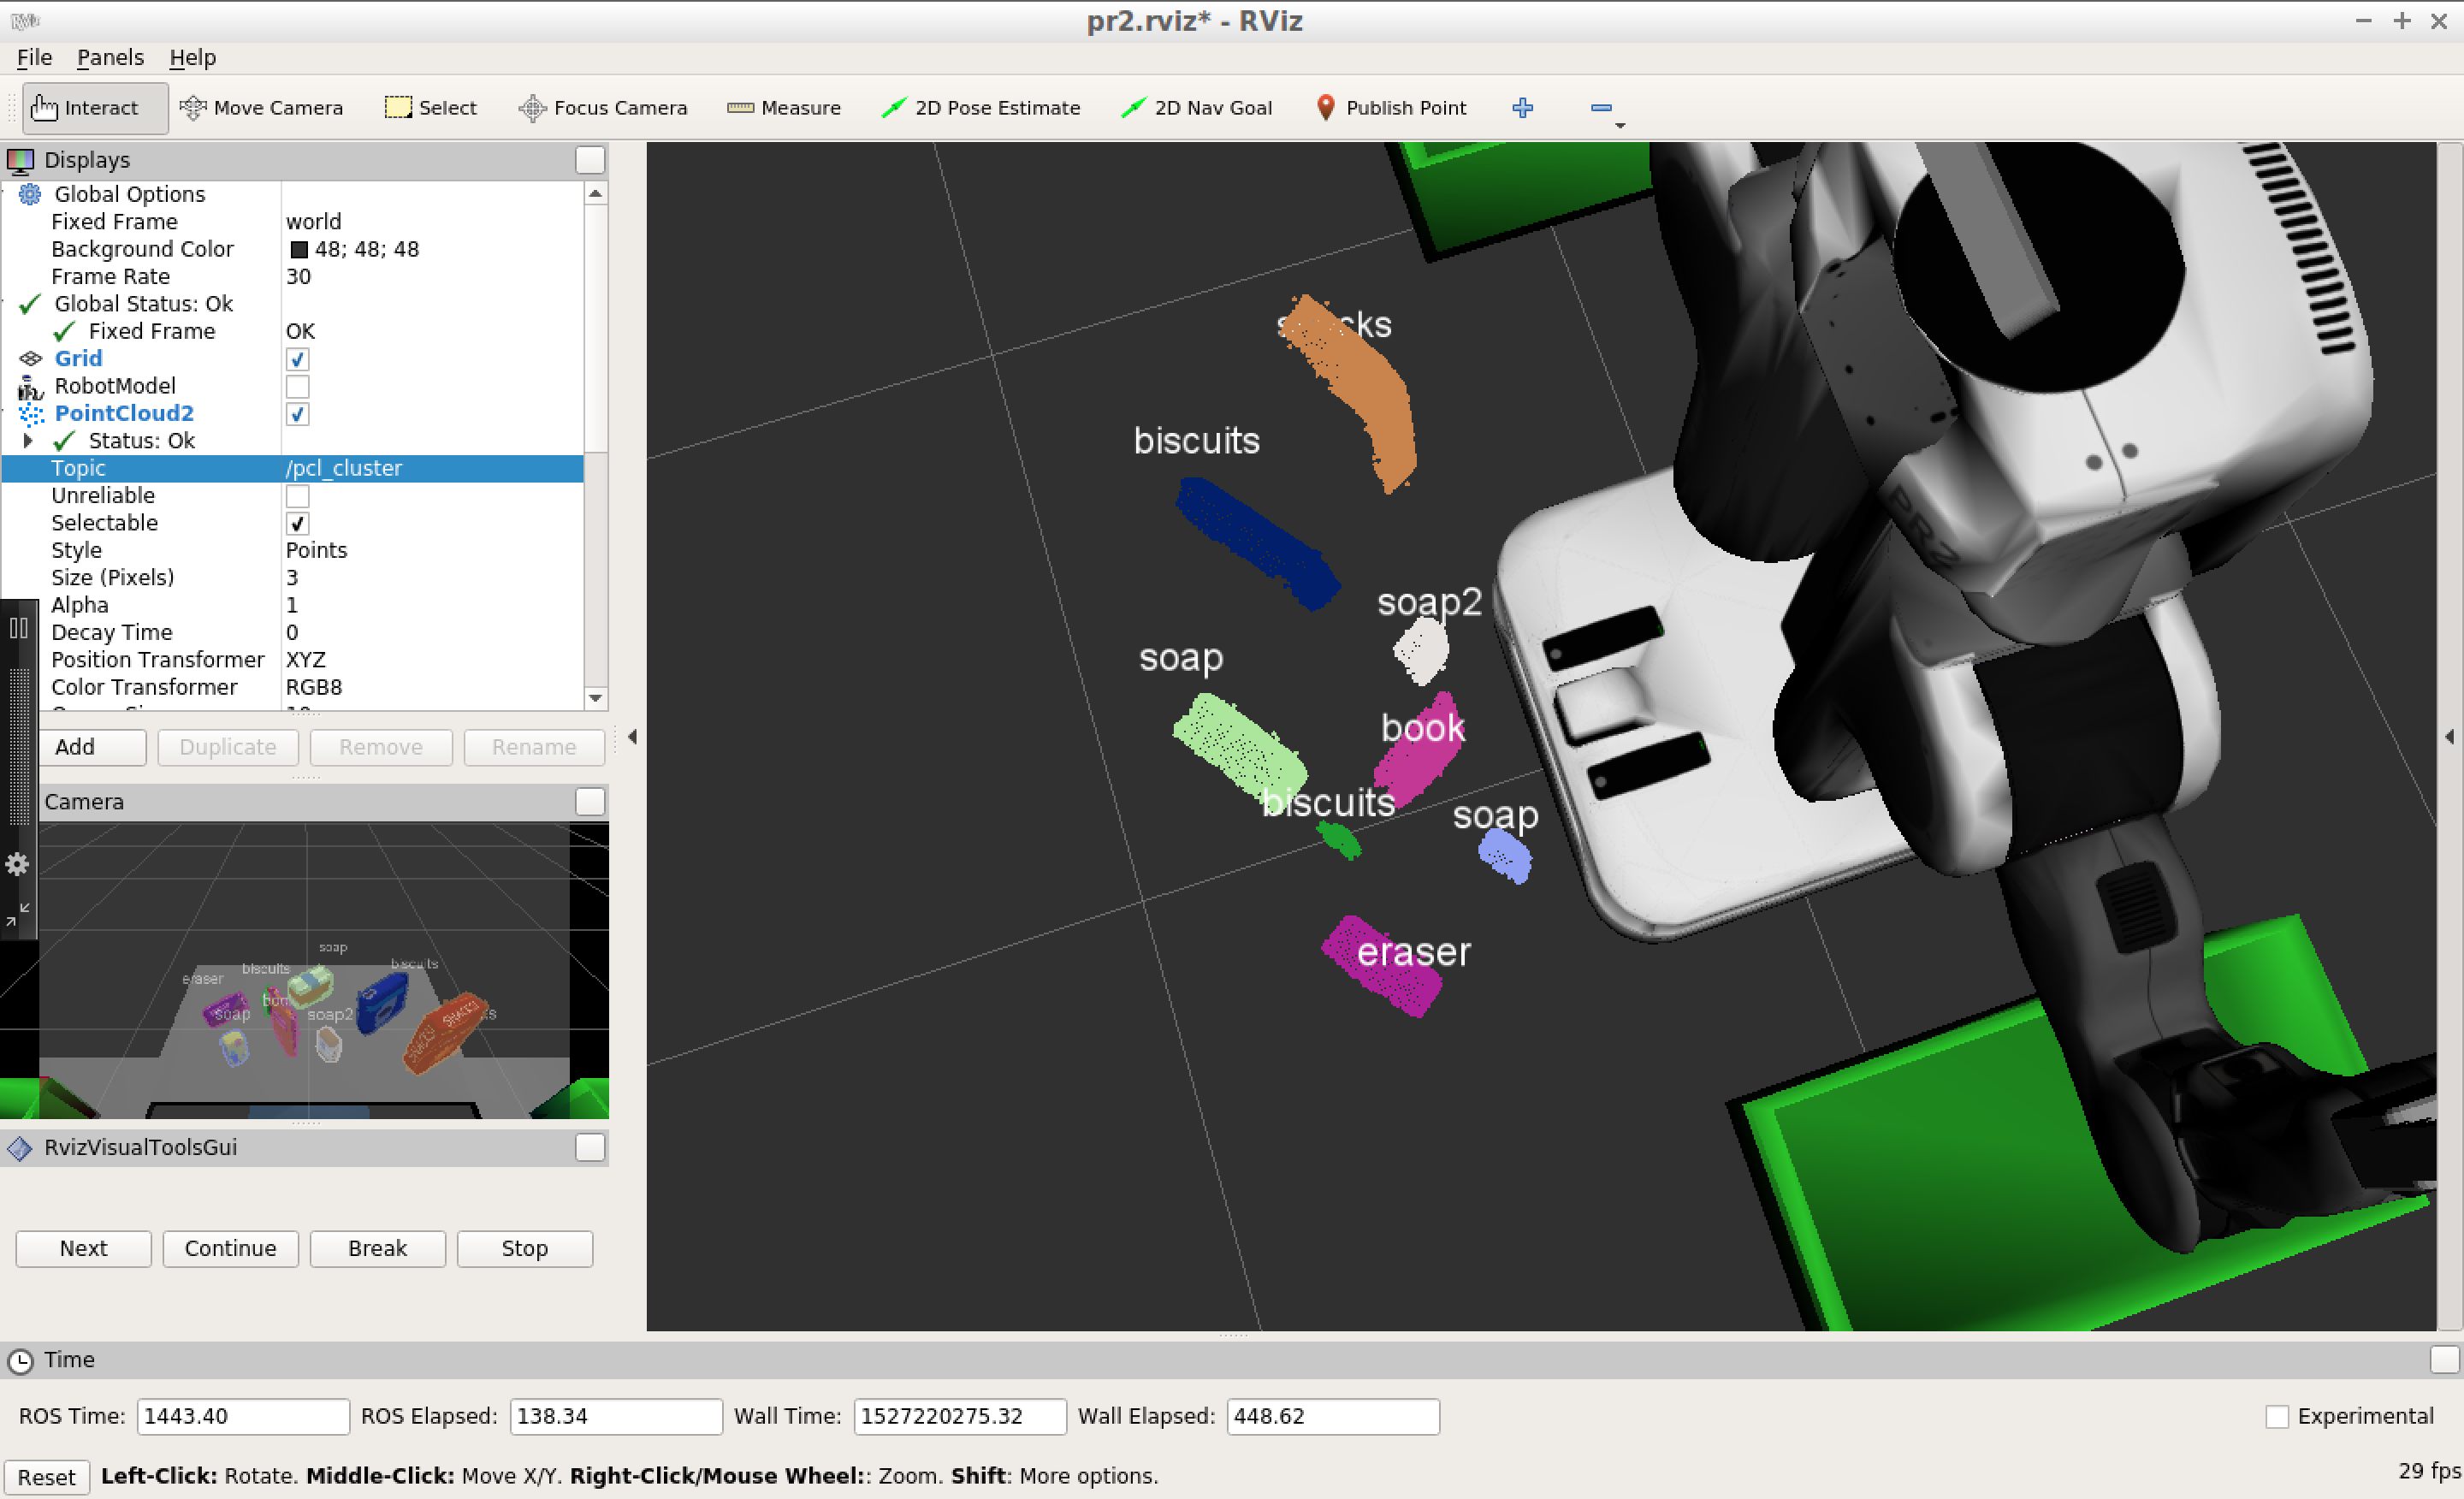 pr2.rviz* - RViz
File Panels Help
Interact Move Camera Select Focus Camera Measure 2D Pose Estimate 2D Nav Goal Publish Point
Displays
Global Options
Fixed Frame world
Background Color 48; 48; 48
Frame Rate 30
Global Status: Ok
Fixed Frame OK
Grid
RobotModel
PointCloud2
Status: Ok
Topic /pcl_cluster
Unreliable
Selectable
Style Points
Size (Pixels) 3
Alpha 1
Decay Time 0
Position Transformer XYZ
Color Transformer RGB8
Add Duplicate Remove Rename
Camera
soap
biscuits
biscuits
eraser
soap
soap2
SNACKS
SNACKS
RvizVisualToolsGui
Next Continue Break Stop
biscuits
soap2
soap
book
biscuits
soap
eraser
PR2
Time
ROS Time: 1443.40 ROS Elapsed: 138.34 Wall Time: 1527220275.32 Wall Elapsed: 448.62 Experimental
Reset Left-Click: Rotate. Middle-Click: Move X/Y. Right-Click/Mouse Wheel:: Zoom. Shift: More options. 29 fps